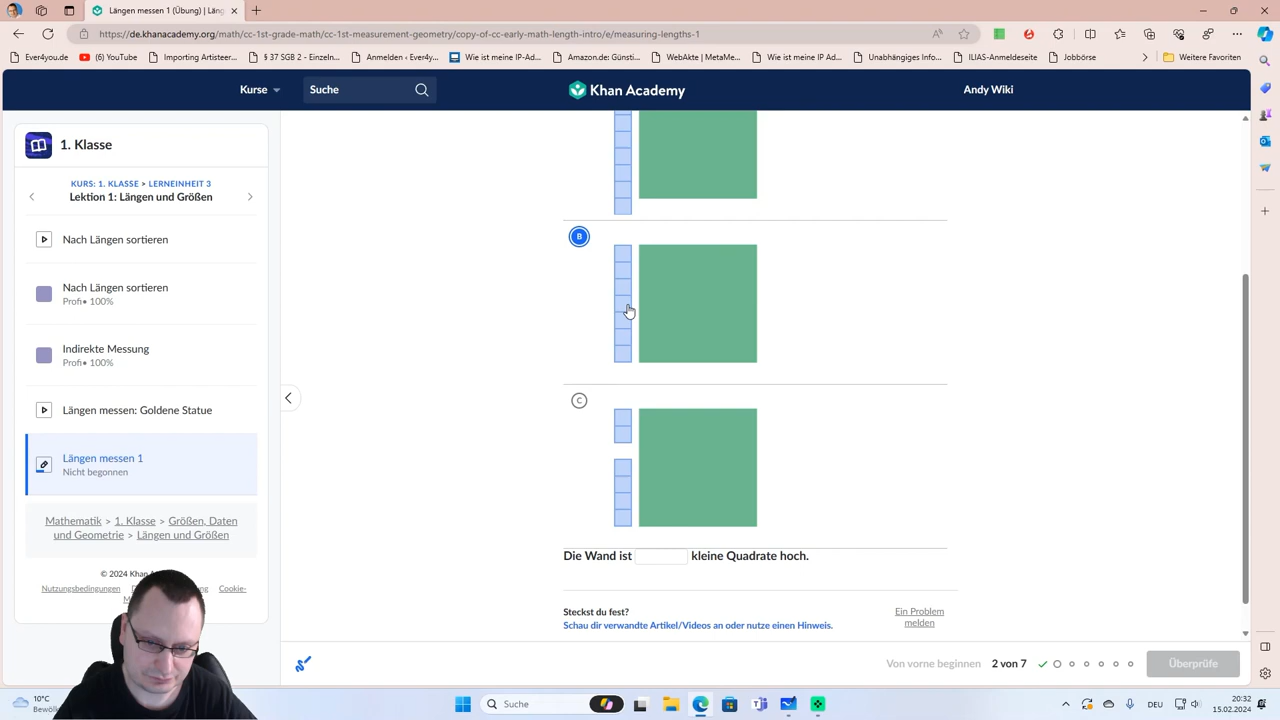 Längen messen 1 (Übung) | Kha
https://de.khanacademy.org/math/cc-1st-grade-math/cc-1st-measurement-geometry/copy-of-cc-early-math-length-intro/e/measuring-lengths-1
Ever4you.de
(6) YouTube
Importing Artisteer...
§ 37 SGB 2 - Einzeln...
Anmelden ‹ Every4y...
Wie ist meine IP-Ad...
Amazon.de: Günsti...
WebAkte | MetaMe...
Wie ist meine IP-Ad...
Unabhängiges Infor...
ILIAS-Anmeldeseite
Jobbörse
Weitere Favoriten
Kurse
Suche
Khan Academy
Andy Wiki
1. Klasse
KURS: 1. KLASSE > LERNEINHEIT 3
Lektion 1: Längen und Größen
Nach Längen sortieren
Nach Längen sortieren
Profi• 100%
Indirekte Messung
Profi• 100%
Längen messen: Goldene Statue
Längen messen 1
Nicht begonnen
Mathematik > 1. Klasse > Größen, Daten
und Geometrie > Längen und Größen
© 2024 Khan
Nutzungsbedingungen
Cookie-
B
C
Die Wand ist kleine Quadrate hoch.
Steckst du fest?
Schau dir verwandte Artikel/Videos an oder nutze einen Hinweis.
Ein Problem
melden
Von vorne beginnen
2 von 7
Überprüfe
10°C
Suche
DEU
20:32
15.02.2024